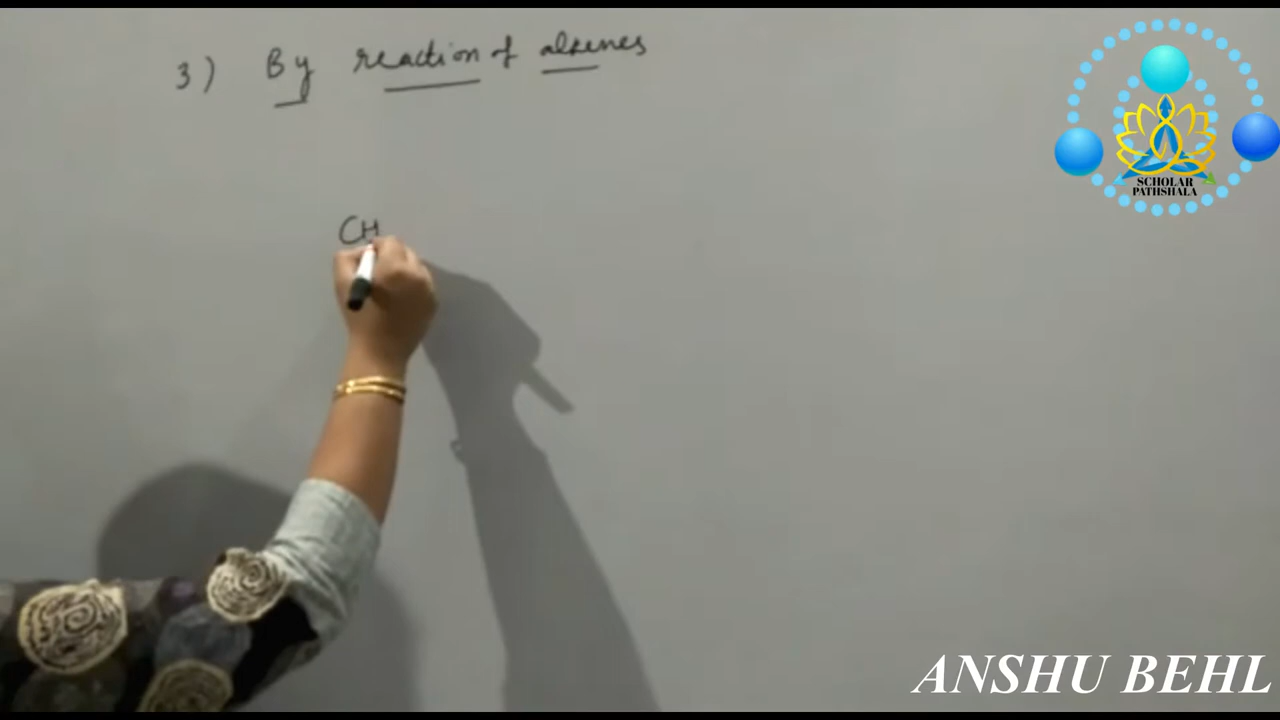 3) By reaction of alkenes
CH
SCHOLAR
PATHSHALA
ANSHU BEHL